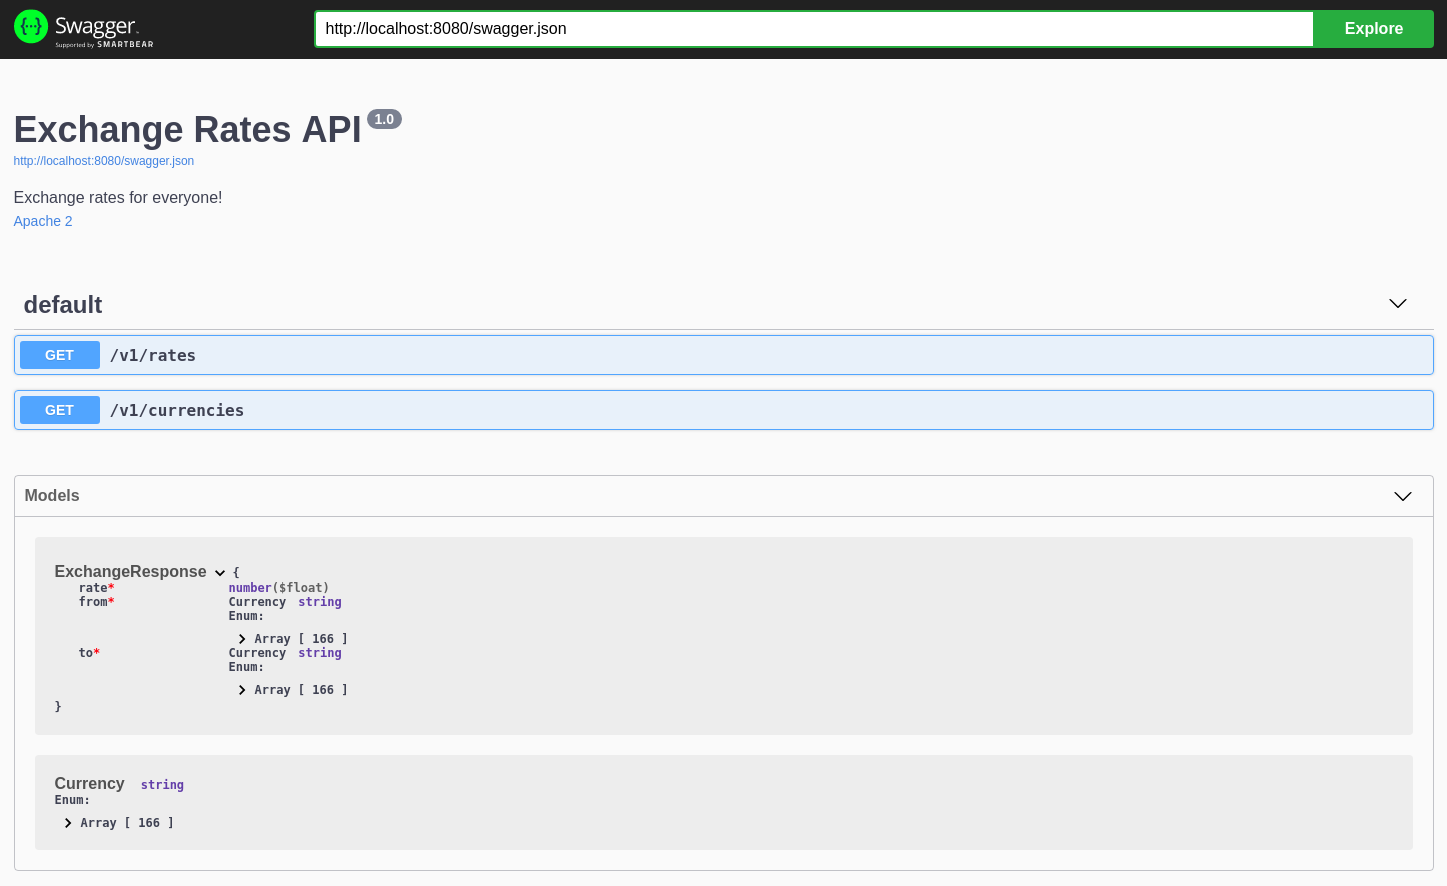 Swagger.
Supported by SMARTBEAR
http://localhost:8080/swagger.json
Explore
Exchange Rates API 1.0
http://localhost:8080/swagger.json
Exchange rates for everyone!
Apache 2
default
GET /v1/rates
GET /v1/currencies
Models
ExchangeResponse {
rate* number($float)
from* Currency string
Enum:
Array [ 166 ]
to* Currency string
Enum:
Array [ 166 ]
}
Currency string
Enum:
Array [ 166 ]